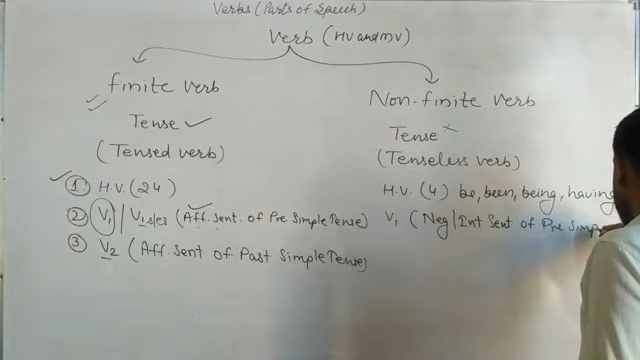 Verbs (Parts of Speech)
Verb (HV and MV)
finite verb
Non-finite verb
Tense ✓
Tense ×
(Tensed verb)
(Tenseless verb)
① H.V. (24)
H.V. (4) be, been, being, having
② V₁ | V₁ s/es (Aff. Sent. of Pre Simple Tense)
V₁ (Neg | Int Sent of Pre Simp
③ V₂ (Aff. Sent of Past Simple Tense)